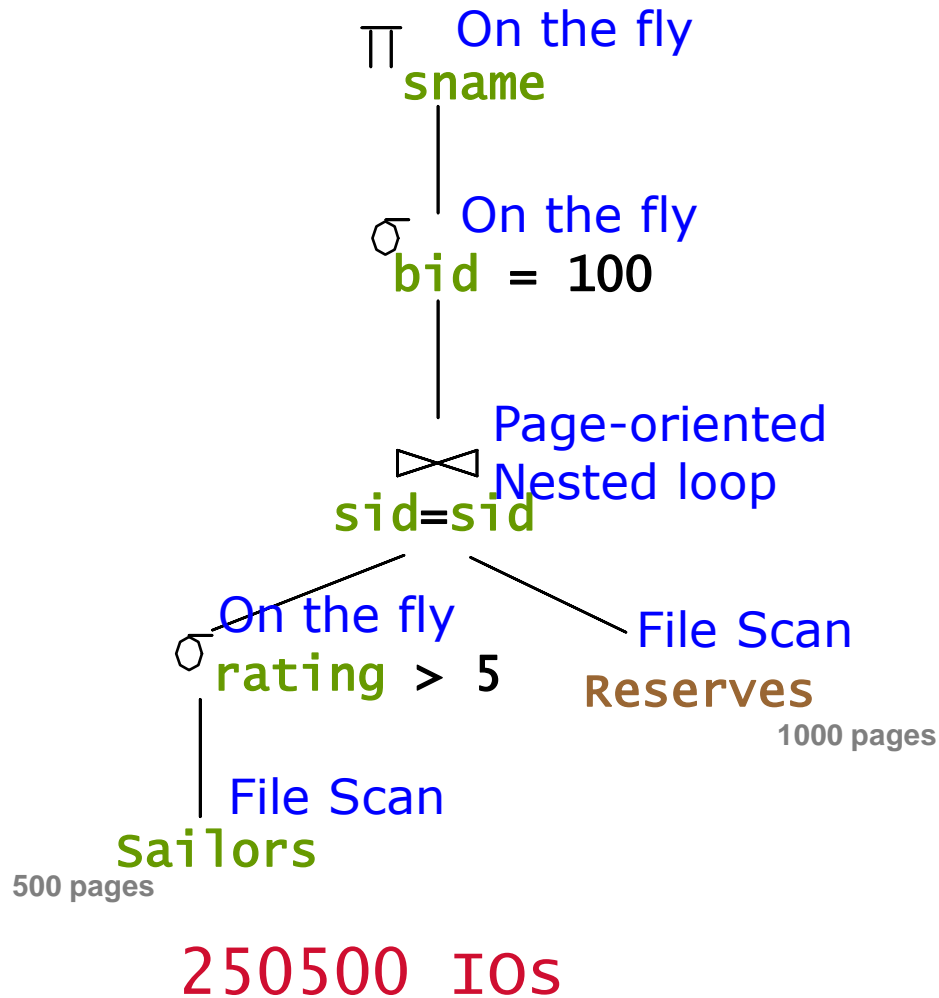 π On the fly
sname
σ On the fly
bid = 100
Page-oriented
⋈ Nested loop
sid=sid
σ On the fly
rating > 5
File Scan
Reserves
1000 pages
File Scan
Sailors
500 pages
250500 IOs